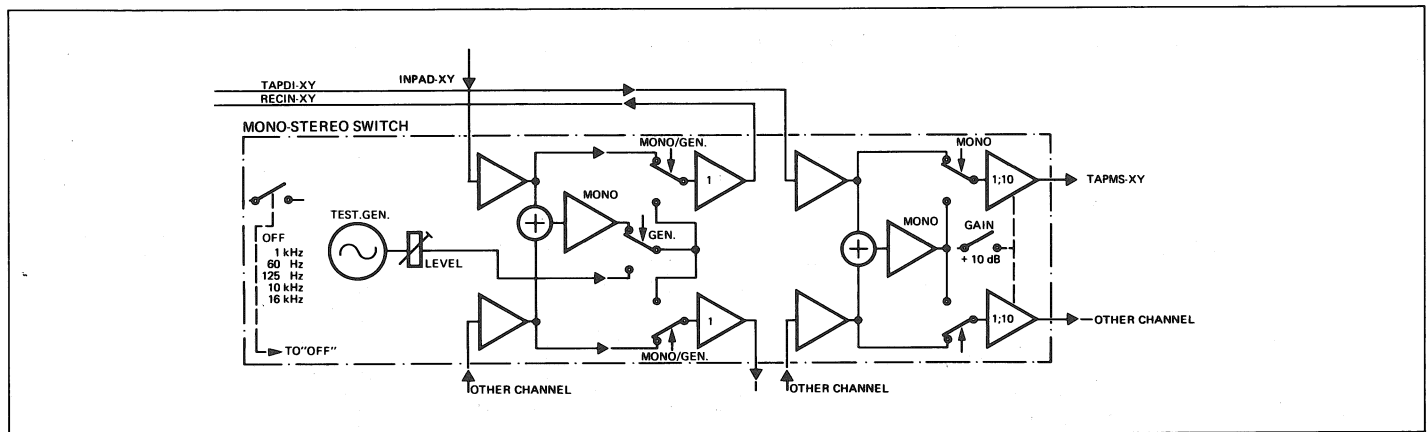 INPAD-XY
TAPDI-XY
RECIN-XY
MONO-STEREO SWITCH
MONO/GEN.
MONO
1
1;10
TAPMS-XY
TEST.GEN.
MONO
GEN.
MONO
GAIN
+ 10 dB
OFF
1 kHz
60 Hz
125 Hz
10 kHz
16 kHz
LEVEL
1
1;10
OTHER CHANNEL
TO"OFF"
MONO/GEN.
OTHER CHANNEL
OTHER CHANNEL